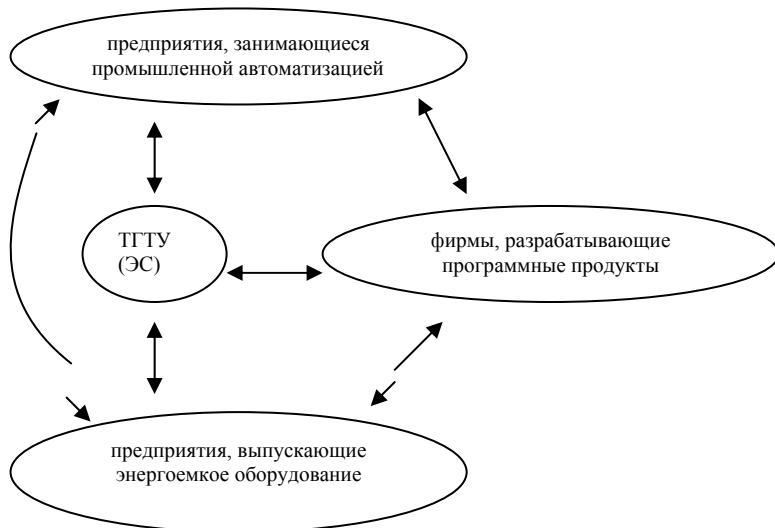 предприятия, занимающиеся
промышленной автоматизацией
ТГТУ
(ЭС)
фирмы, разрабатывающие
программные продукты
предприятия, выпускающие
энергоемкое оборудование